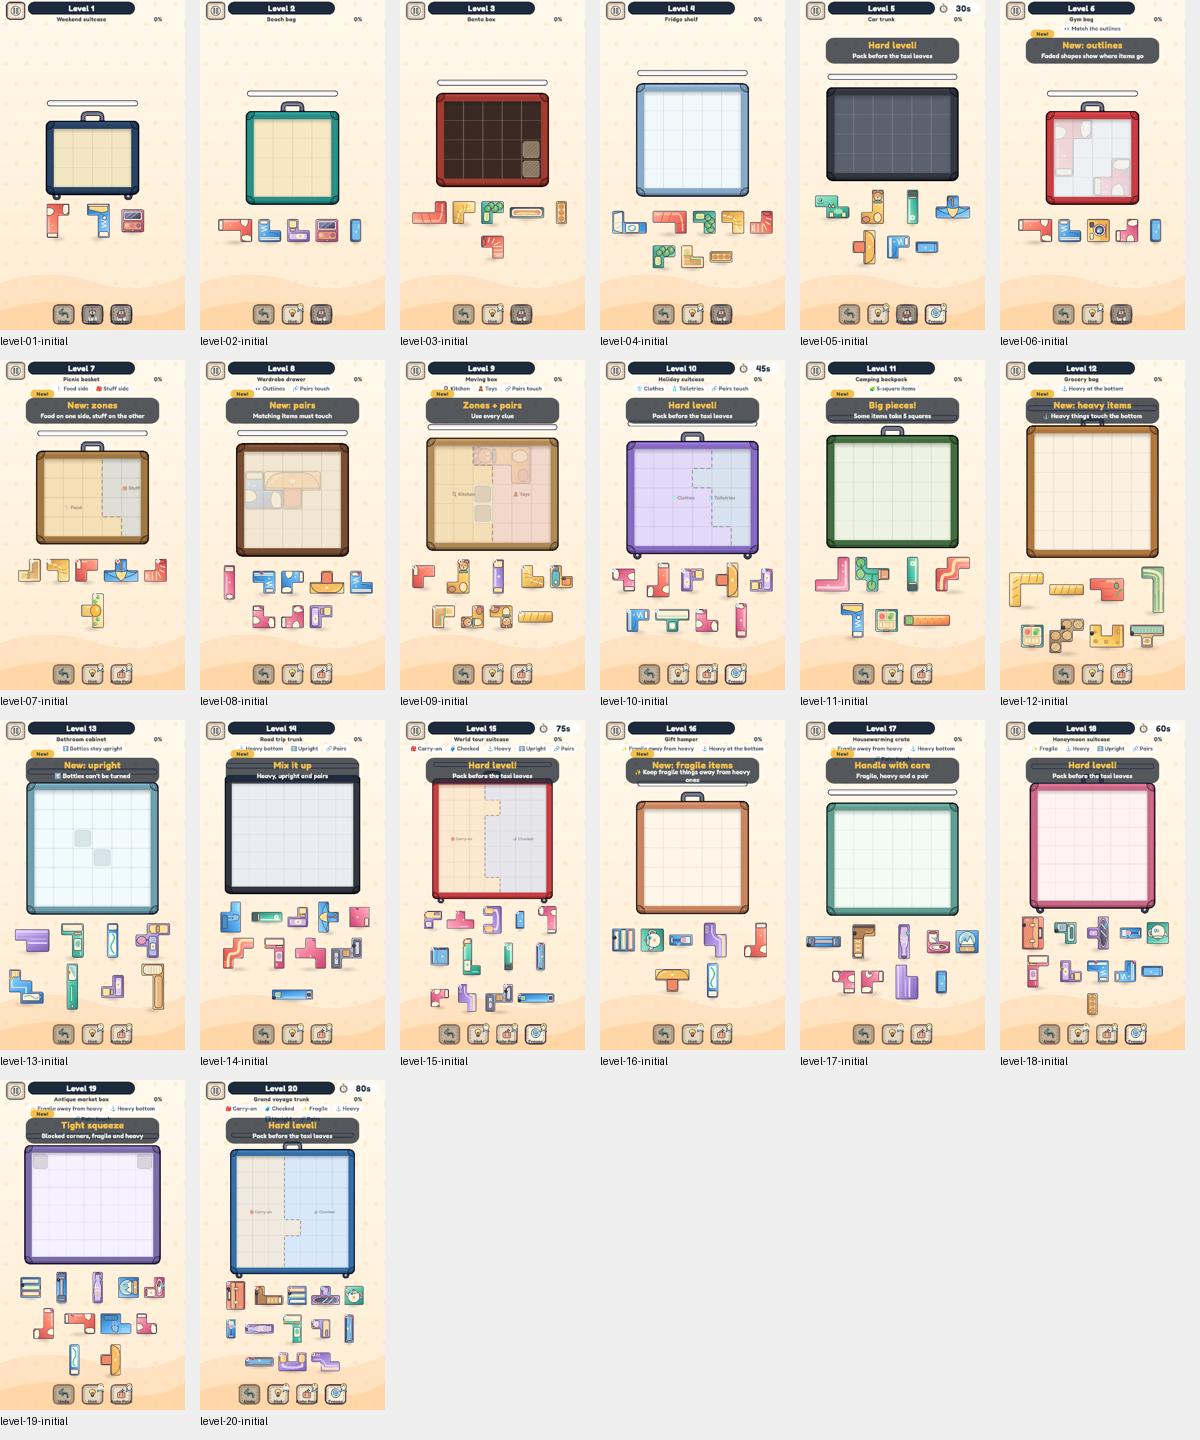 Level 1
Weekend suitcase
0%
level-01-initial
Level 2
Beach bag
0%
level-02-initial
Level 3
Bento box
0%
level-03-initial
Level 4
Fridge shelf
0%
level-04-initial
Level 5
30s
Car trunk
0%
Hard level!
Pack before the taxi leaves
level-05-initial
Level 6
Gym bag
0%
Match the outlines
New!
New: outlines
Faded shapes show where items go
level-06-initial
Level 7
Picnic basket
0%
Food side
Stuff side
New!
New: zones
Food on one side, stuff on the other
Stuff
Food
level-07-initial
Level 8
Wardrobe drawer
0%
Outlines
Pairs touch
New!
New: pairs
Matching items must touch
level-08-initial
Level 9
Moving box
0%
Kitchen
Toys
Pairs touch
New!
Zones + pairs
Use every clue
Kitchen
Toys
level-09-initial
Level 10
45s
Holiday suitcase
0%
Clothes
Toiletries
Pairs touch
Hard level!
Pack before the taxi leaves
Clothes
Toiletries
level-10-initial
Level 11
Camping backpack
0%
5-square items
New!
Big pieces!
Some items take 5 squares
level-11-initial
Level 12
Grocery bag
0%
Heavy at the bottom
New!
New: heavy items
Heavy things touch the bottom
level-12-initial
Level 13
Bathroom cabinet
0%
Bottles stay upright
New!
New: upright
Bottles can't be turned
level-13-initial
Level 14
Road trip trunk
0%
Heavy bottom
Upright
Pairs
New!
Mix it up
Heavy, upright and pairs
level-14-initial
Level 15
75s
World tour suitcase
0%
Carry-on
Checked
Heavy
Upright
Pairs
Hard level!
Pack before the taxi leaves
Carry-on
Checked
level-15-initial
Level 16
Gift hamper
0%
Fragile away from heavy
Heavy at the bottom
New!
New: fragile items
Keep fragile things away from heavy
ones
level-16-initial
Level 17
Housewarming crate
0%
Fragile away from heavy
Heavy bottom
New!
Handle with care
Fragile, heavy and a pair
level-17-initial
Level 18
60s
Honeymoon suitcase
0%
Fragile
Heavy
Upright
Pairs
Hard level!
Pack before the taxi leaves
level-18-initial
Level 19
Antique market box
0%
Fragile away from heavy
Heavy bottom
New!
Tight squeeze
Blocked corners, fragile and heavy
level-19-initial
Level 20
80s
Grand voyage trunk
0%
Carry-on
Checked
Fragile
Heavy
Hard level!
Pack before the taxi leaves
Carry-on
Checked
level-20-initial